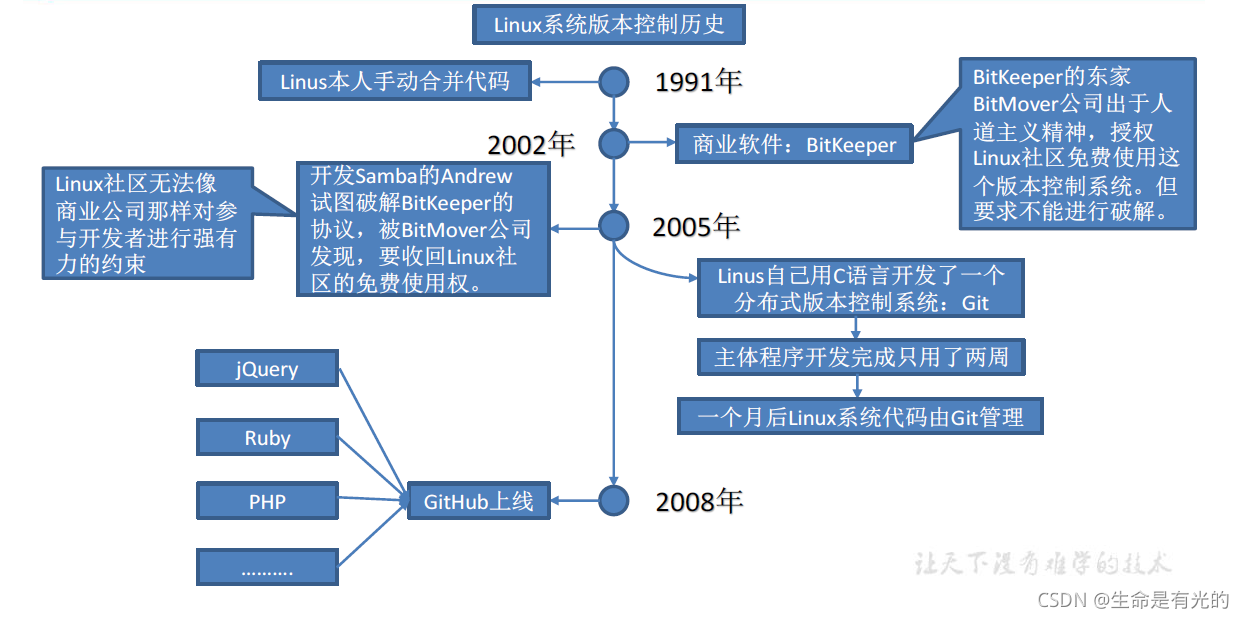 Linux系统版本控制历史
Linus本人手动合并代码
1991年
BitKeeper的东家
BitMover公司出于人
道主义精神，授权
Linux社区免费使用这
个版本控制系统。但
要求不能进行破解。
2002年
商业软件：BitKeeper
Linux社区无法像
商业公司那样对参
与开发者进行强有
力的约束
开发Samba的Andrew
试图破解BitKeeper的
协议，被BitMover公司
发现，要收回Linux社
区的免费使用权。
2005年
Linus自己用C语言开发了一个
分布式版本控制系统：Git
主体程序开发完成只用了两周
一个月后Linux系统代码由Git管理
jQuery
Ruby
PHP
……….
GitHub上线
2008年
让天下没有难学的技术
CSDN @生命是有光的